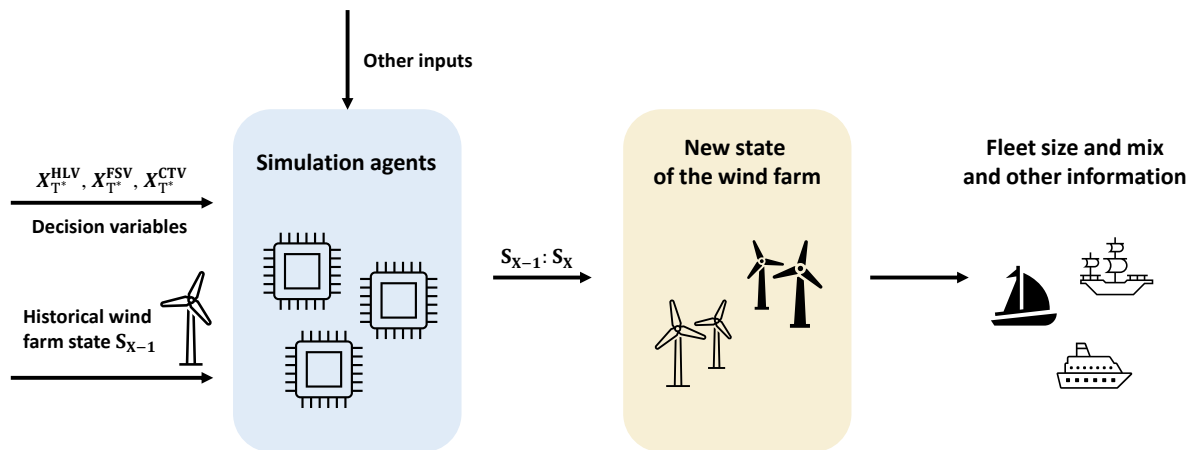 Other inputs
Simulation agents
X_{T*}^{HLV}, X_{T*}^{FSV}, X_{T*}^{CTV}
Decision variables
Historical wind
farm state S_{X−1}
S_{X−1}: S_X
New state
of the wind farm
Fleet size and mix
and other information